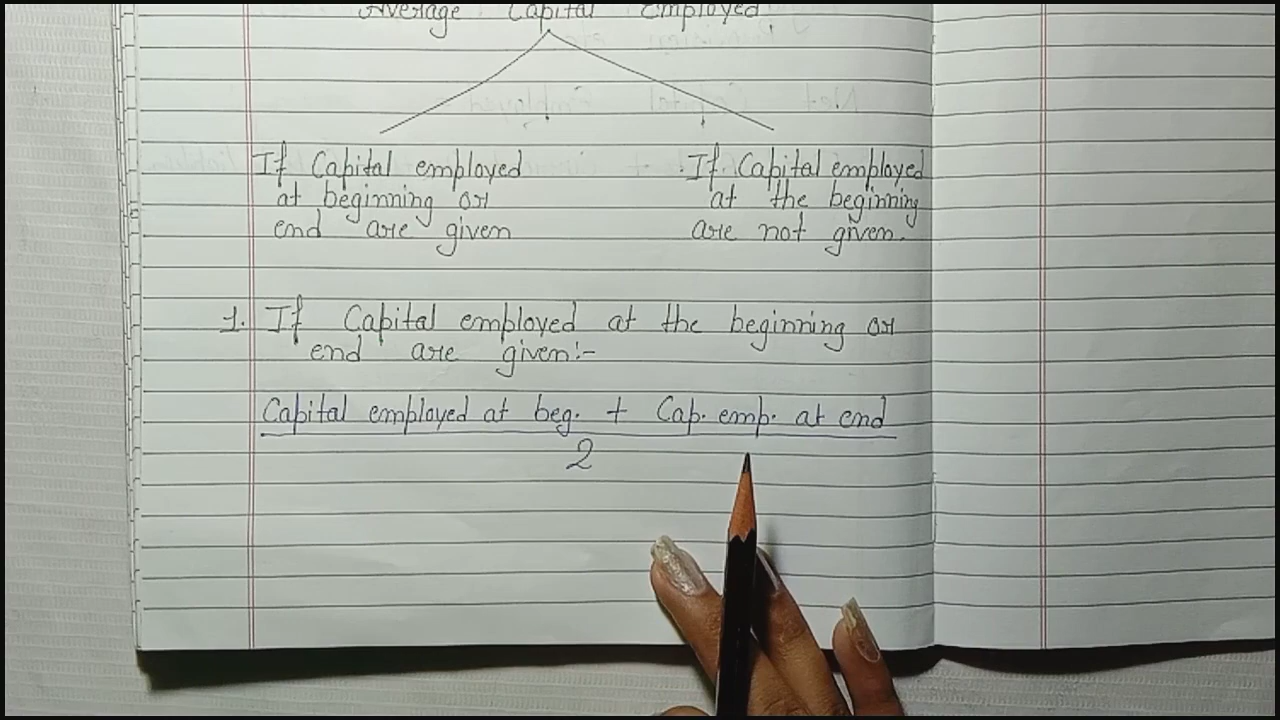 Average Capital Employed
If Capital employed
at beginning or
end are given
If Capital employed
at the beginning
are not given.
1. If Capital employed at the beginning or
end are given:-
Capital employed at beg. + Cap. emp. at end
2